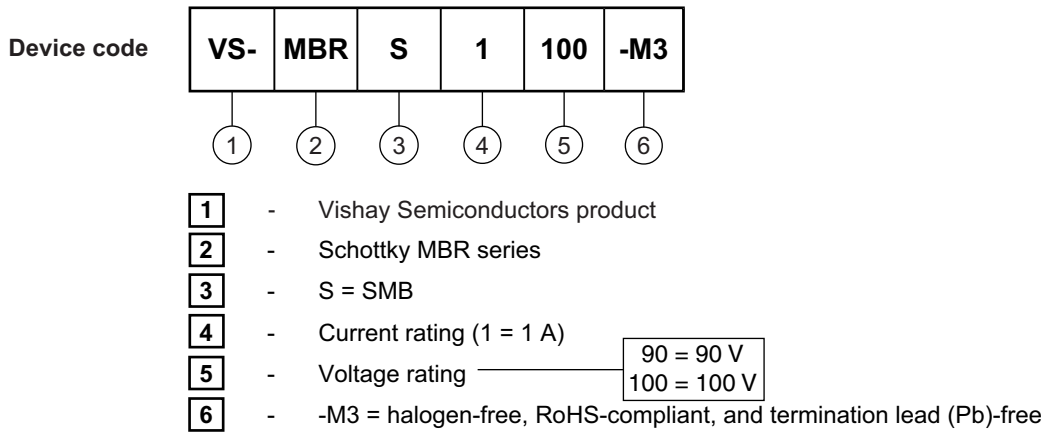 Device code VS- MBR S 1 100 -M3
1 2 3 4 5 6
1 - Vishay Semiconductors product
2 - Schottky MBR series
3 - S = SMB
4 - Current rating (1 = 1 A)
90 = 90 V
5 - Voltage rating
100 = 100 V
6 - -M3 = halogen-free, RoHS-compliant, and termination lead (Pb)-free